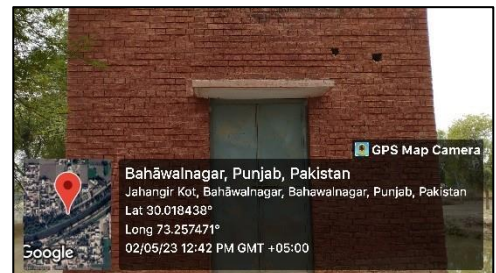 GPS Map Camera
Bahāwalnagar, Punjab, Pakistan
Jahangir Kot, Bahāwalnagar, Bahawalnagar, Punjab, Pakistan
Lat 30.018438°
Long 73.257471°
02/05/23 12:42 PM GMT +05:00
Google